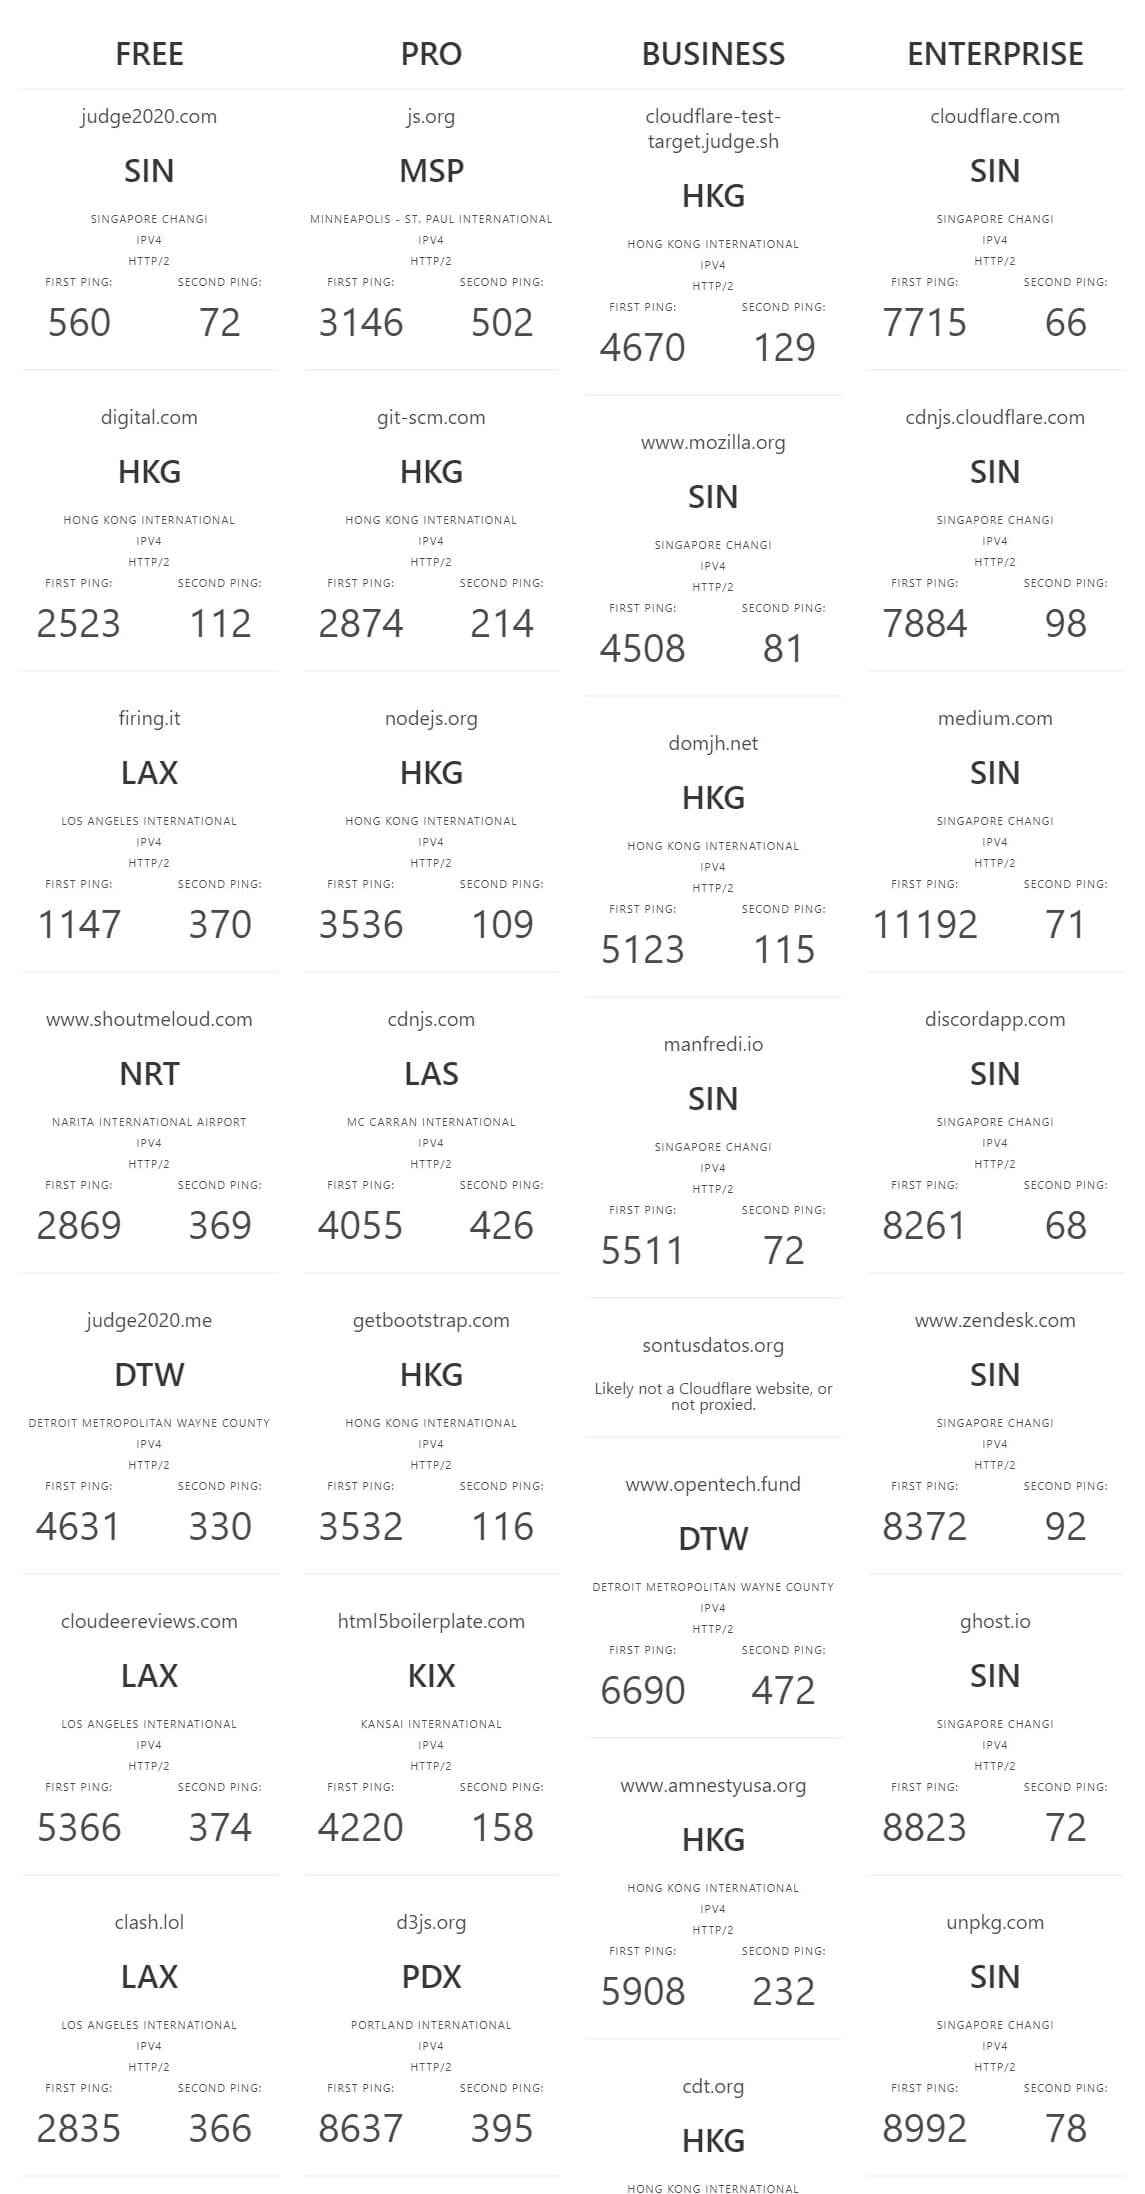 FREE
judge2020.com
SIN
SINGAPORE CHANGI
IPV4
HTTP/2
FIRST PING: SECOND PING:
560 72
digital.com
HKG
HONG KONG INTERNATIONAL
IPV4
HTTP/2
FIRST PING: SECOND PING:
2523 112
firing.it
LAX
LOS ANGELES INTERNATIONAL
IPV4
HTTP/2
FIRST PING: SECOND PING:
1147 370
www.shoutmeloud.com
NRT
NARITA INTERNATIONAL AIRPORT
IPV4
HTTP/2
FIRST PING: SECOND PING:
2869 369
judge2020.me
DTW
DETROIT METROPOLITAN WAYNE COUNTY
IPV4
HTTP/2
FIRST PING: SECOND PING:
4631 330
cloudeereviews.com
LAX
LOS ANGELES INTERNATIONAL
IPV4
HTTP/2
FIRST PING: SECOND PING:
5366 374
clash.lol
LAX
LOS ANGELES INTERNATIONAL
IPV4
HTTP/2
FIRST PING: SECOND PING:
2835 366
PRO
js.org
MSP
MINNEAPOLIS - ST. PAUL INTERNATIONAL
IPV4
HTTP/2
FIRST PING: SECOND PING:
3146 502
git-scm.com
HKG
HONG KONG INTERNATIONAL
IPV4
HTTP/2
FIRST PING: SECOND PING:
2874 214
nodejs.org
HKG
HONG KONG INTERNATIONAL
IPV4
HTTP/2
FIRST PING: SECOND PING:
3536 109
cdnjs.com
LAS
MC CARRAN INTERNATIONAL
IPV4
HTTP/2
FIRST PING: SECOND PING:
4055 426
getbootstrap.com
HKG
HONG KONG INTERNATIONAL
IPV4
HTTP/2
FIRST PING: SECOND PING:
3532 116
html5boilerplate.com
KIX
KANSAI INTERNATIONAL
IPV4
HTTP/2
FIRST PING: SECOND PING:
4220 158
d3js.org
PDX
PORTLAND INTERNATIONAL
IPV4
HTTP/2
FIRST PING: SECOND PING:
8637 395
BUSINESS
cloudflare-test-
target.judge.sh
HKG
HONG KONG INTERNATIONAL
IPV4
HTTP/2
FIRST PING: SECOND PING:
4670 129
www.mozilla.org
SIN
SINGAPORE CHANGI
IPV4
HTTP/2
FIRST PING: SECOND PING:
4508 81
domjh.net
HKG
HONG KONG INTERNATIONAL
IPV4
HTTP/2
FIRST PING: SECOND PING:
5123 115
manfredi.io
SIN
SINGAPORE CHANGI
IPV4
HTTP/2
FIRST PING: SECOND PING:
5511 72
sontusdatos.org
Likely not a Cloudflare website, or
not proxied.
www.opentech.fund
DTW
DETROIT METROPOLITAN WAYNE COUNTY
IPV4
HTTP/2
FIRST PING: SECOND PING:
6690 472
www.amnestyusa.org
HKG
HONG KONG INTERNATIONAL
IPV4
HTTP/2
FIRST PING: SECOND PING:
5908 232
cdt.org
HKG
HONG KONG INTERNATIONAL
ENTERPRISE
cloudflare.com
SIN
SINGAPORE CHANGI
IPV4
HTTP/2
FIRST PING: SECOND PING:
7715 66
cdnjs.cloudflare.com
SIN
SINGAPORE CHANGI
IPV4
HTTP/2
FIRST PING: SECOND PING:
7884 98
medium.com
SIN
SINGAPORE CHANGI
IPV4
HTTP/2
FIRST PING: SECOND PING:
11192 71
discordapp.com
SIN
SINGAPORE CHANGI
IPV4
HTTP/2
FIRST PING: SECOND PING:
8261 68
www.zendesk.com
SIN
SINGAPORE CHANGI
IPV4
HTTP/2
FIRST PING: SECOND PING:
8372 92
ghost.io
SIN
SINGAPORE CHANGI
IPV4
HTTP/2
FIRST PING: SECOND PING:
8823 72
unpkg.com
SIN
SINGAPORE CHANGI
IPV4
HTTP/2
FIRST PING: SECOND PING:
8992 78